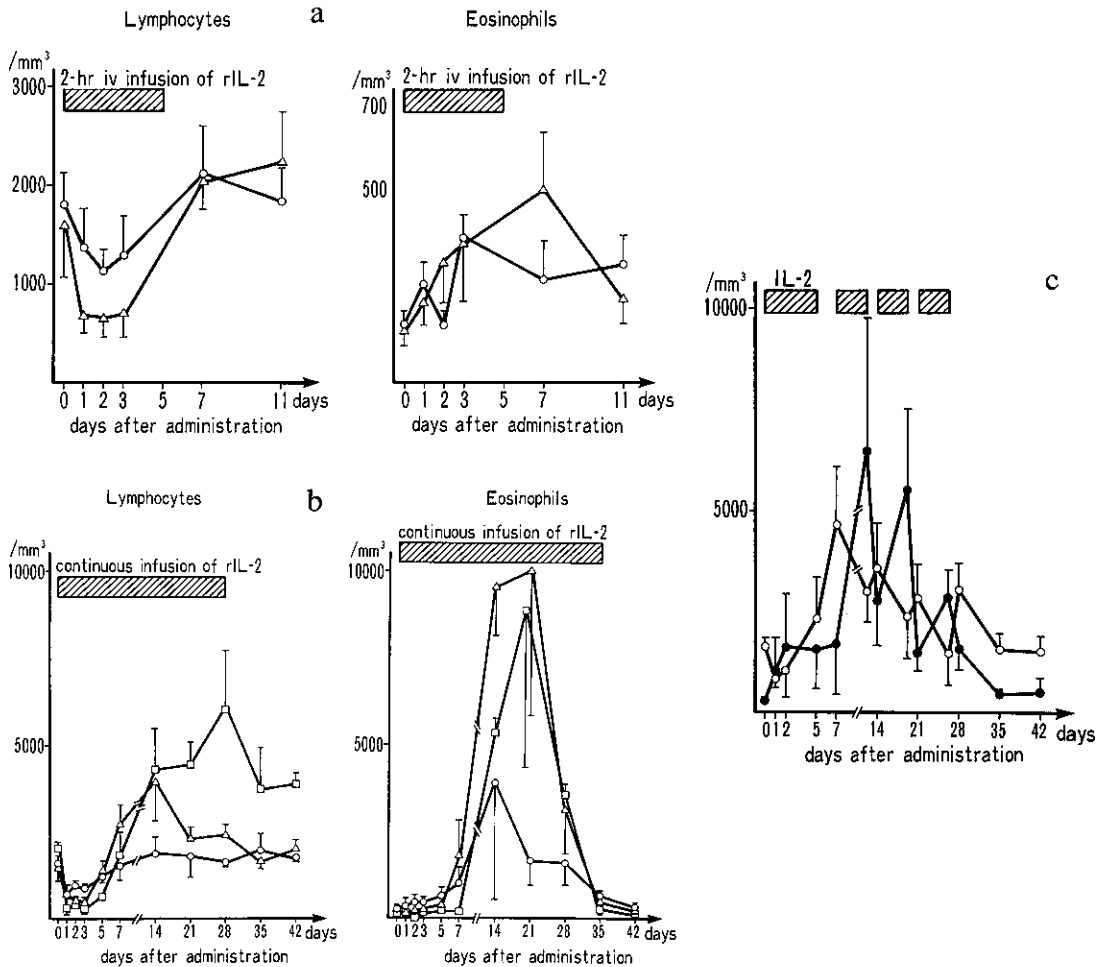 a
Lymphocytes
/mm³
2-hr iv infusion of rIL-2
3000
2000
1000
0 1 2 3 5 7 11 days
days after administration
Eosinophils
/mm³
2-hr iv infusion of rIL-2
700
500
0 1 2 3 5 7 11 days
days after administration
b
Lymphocytes
/mm³
continuous infusion of rIL-2
10000
5000
0 1 2 3 5 7 14 21 28 35 42 days
days after administration
Eosinophils
/mm³
continuous infusion of rIL-2
10000
5000
0 1 2 3 5 7 14 21 28 35 42 days
days after administration
c
/mm³
IL-2
10000
5000
0 1 2 5 7 14 21 28 35 42 days
days after administration